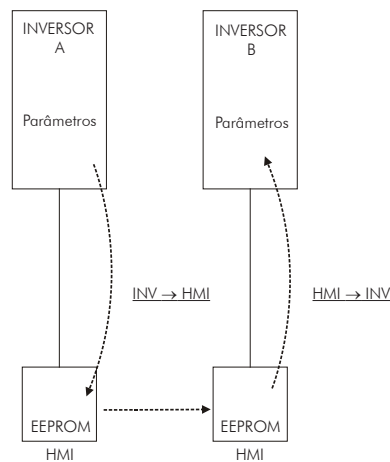 INVERSOR
A
Parâmetros
INVERSOR
B
Parâmetros
INV → HMI
HMI → INV
EEPROM
HMI
EEPROM
HMI